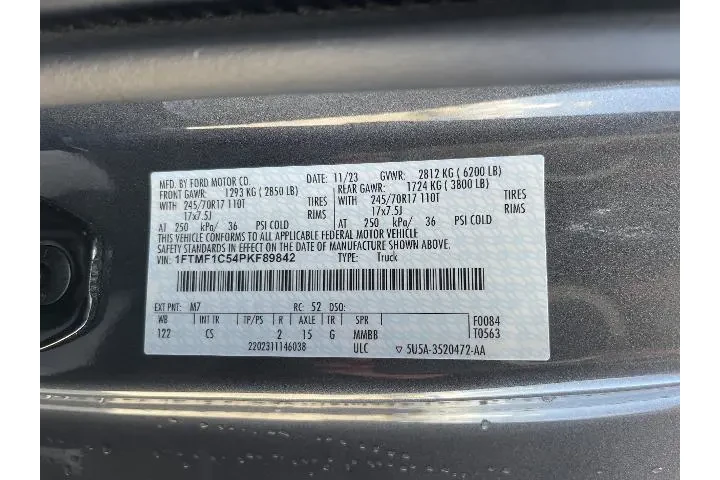 MFD. BY FORD MOTOR CO.
DATE: 11/23 GVWR: 2812 KG ( 6200 LB)
FRONT GAWR: 1293 KG ( 2850 LB) REAR GAWR: 1724 KG ( 3800 LB)
WITH 245/70R17 110T TIRES WITH 245/70R17 110T TIRES
17x7.5J RIMS 17x7.5J RIMS
AT 250 kPa/ 36 PSI COLD AT 250 kPa/ 36 PSI COLD
THIS VEHICLE CONFORMS TO ALL APPLICABLE FEDERAL MOTOR VEHICLE
SAFETY STANDARDS IN EFFECT ON THE DATE OF MANUFACTURE SHOWN ABOVE.
VIN: 1FTMF1C54PKF89842 TYPE: Truck
EXT PNT: M7 RC: 52 DSO:
WB INT TR TP/PS R AXLE TR SPR F0084
122 CS 2 15 G MMBB T0563
2202311146038 ULC ▽ 5U5A-3520472-AA